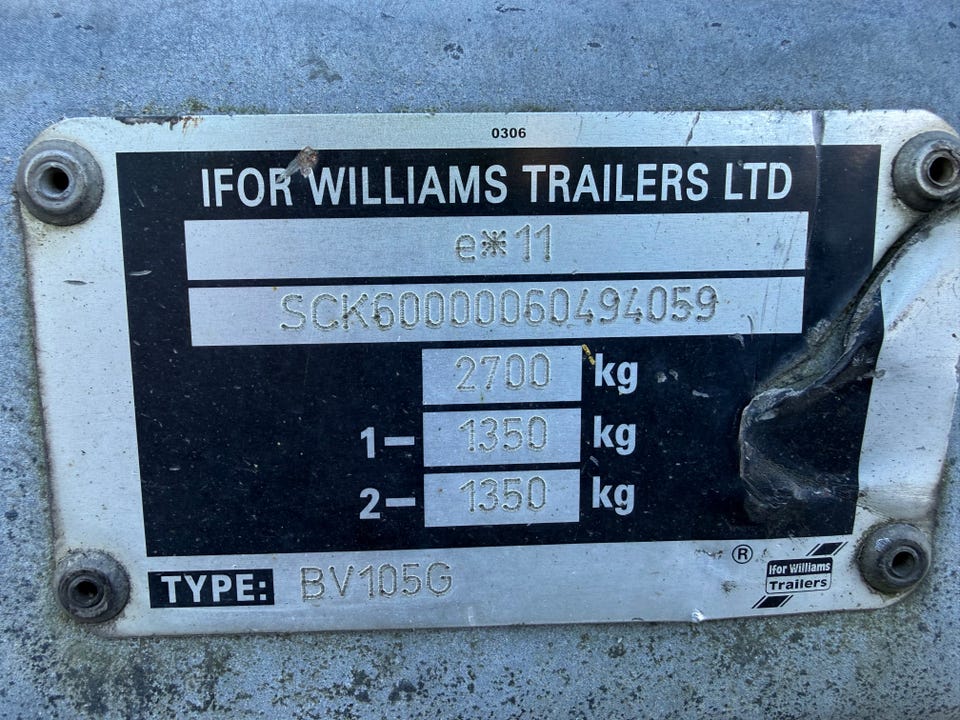 0306
IFOR WILLIAMS TRAILERS LTD
e*11
SCK60000060494059
2700 kg
1- 1350 kg
2- 1350 kg
TYPE: BV105G
®
Ifor Williams
Trailers